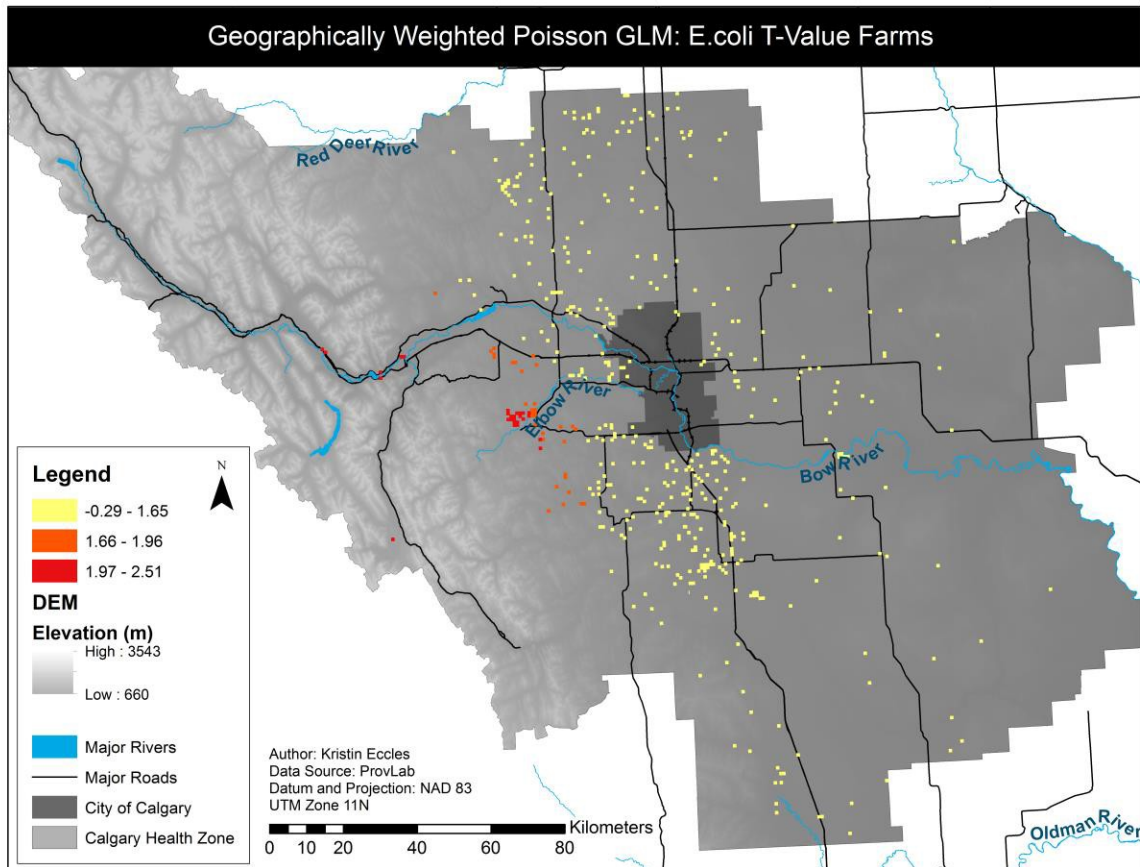 Geographically Weighted Poisson GLM: E.coli T-Value Farms
Red Deer River
Elbow River
Bow River
Oldman River
Legend
N
-0.29 - 1.65
1.66 - 1.96
1.97 - 2.51
DEM
Elevation (m)
High : 3543
Low : 660
Major Rivers
Major Roads
City of Calgary
Calgary Health Zone
Author: Kristin Eccles
Data Source: ProvLab
Datum and Projection: NAD 83
UTM Zone 11N
Kilometers
0 10 20 40 60 80